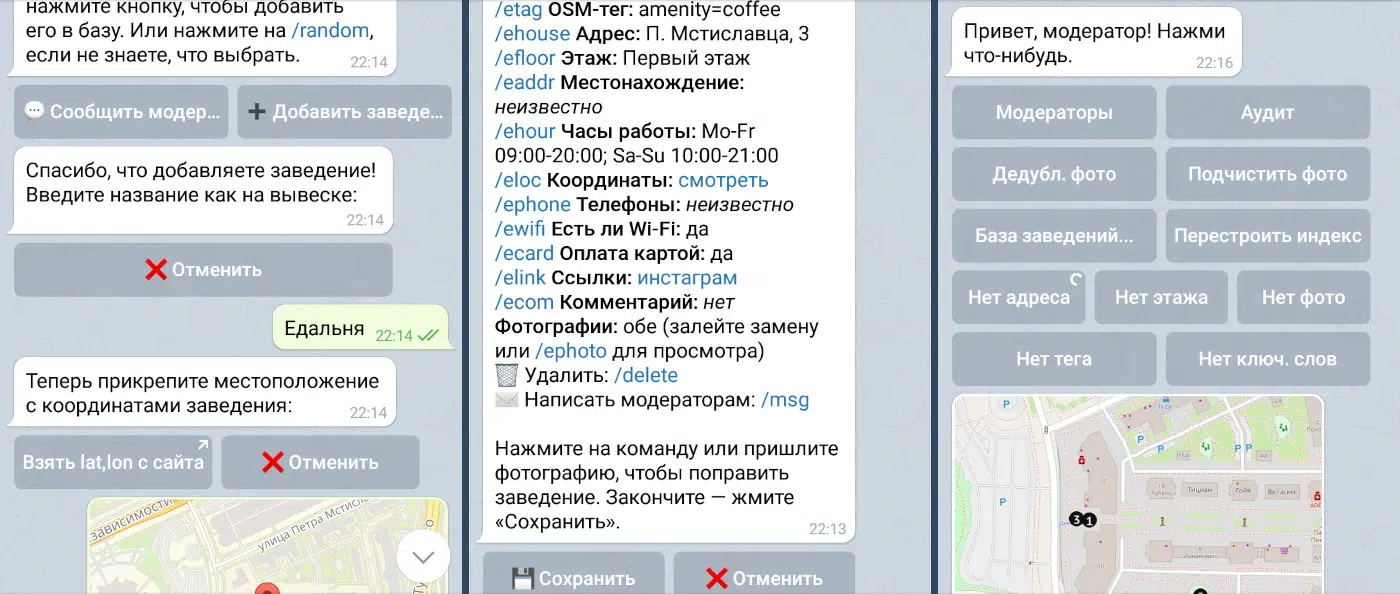 нажмите кнопку, чтобы добавить
его в базу. Или нажмите на /random,
если не знаете, что выбрать.
22:14
💬 Сообщить модер...
➕ Добавить заведе...
Спасибо, что добавляете заведение!
Введите название как на вывеске:
22:14
❌ Отменить
Едальня 22:14
Теперь прикрепите местоположение
с координатами заведения:
22:14
Взять lat,lon с сайта
❌ Отменить
зависимости
улица Петра Мстис
/etag OSM-тег: amenity=coffee
/ehouse Адрес: П. Мстиславца, 3
/efloor Этаж: Первый этаж
/eaddr Местонахождение:
неизвестно
/ehour Часы работы: Mo-Fr
09:00-20:00; Sa-Su 10:00-21:00
/eloc Координаты: смотреть
/ephone Телефоны: неизвестно
/ewifi Есть ли Wi-Fi: да
/ecard Оплата картой: да
/elink Ссылки: инстаграм
/ecom Комментарий: нет
Фотографии: обе (залейте замену
или /ephoto для просмотра)
🗑 Удалить: /delete
✉ Написать модераторам: /msg
Нажмите на команду или пришлите
фотографию, чтобы поправить
заведение. Закончите — жмите
«Сохранить».
22:13
💾 Сохранить
❌ Отменить
Привет, модератор! Нажми
что-нибудь.
22:16
Модераторы
Аудит
Дедубл. фото
Подчистить фото
База заведений...
Перестроить индекс
Нет адреса
Нет этажа
Нет фото
Нет тега
Нет ключ. слов
P
P
P
P
P
P
Тициан
Гойя
Веласкес
3 1